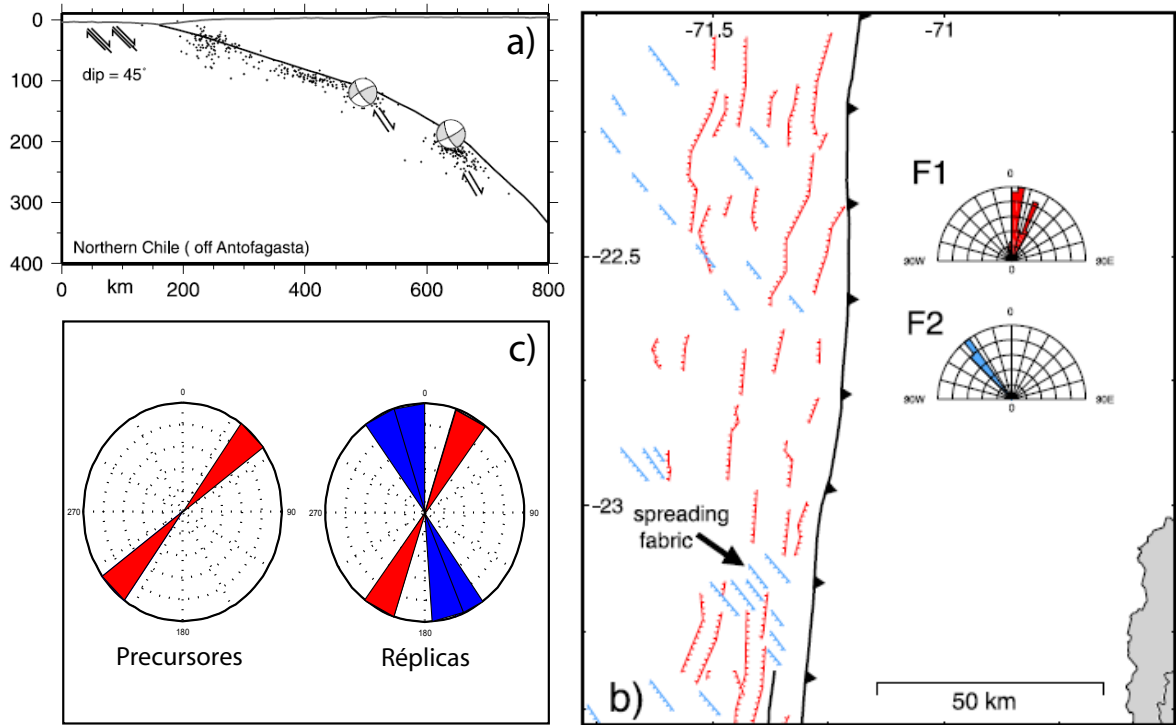 a)
0
100
200
300
400
dip = 45°
Northern Chile ( off Antofagasta)
0
km
200
400
600
800
c)
0
270
90
180
Precursores
0
270
90
180
Réplicas
-71.5
-71
-22.5
-23
F1
0
90W
0
90E
F2
0
90W
0
90E
spreading
fabric
b)
50 km